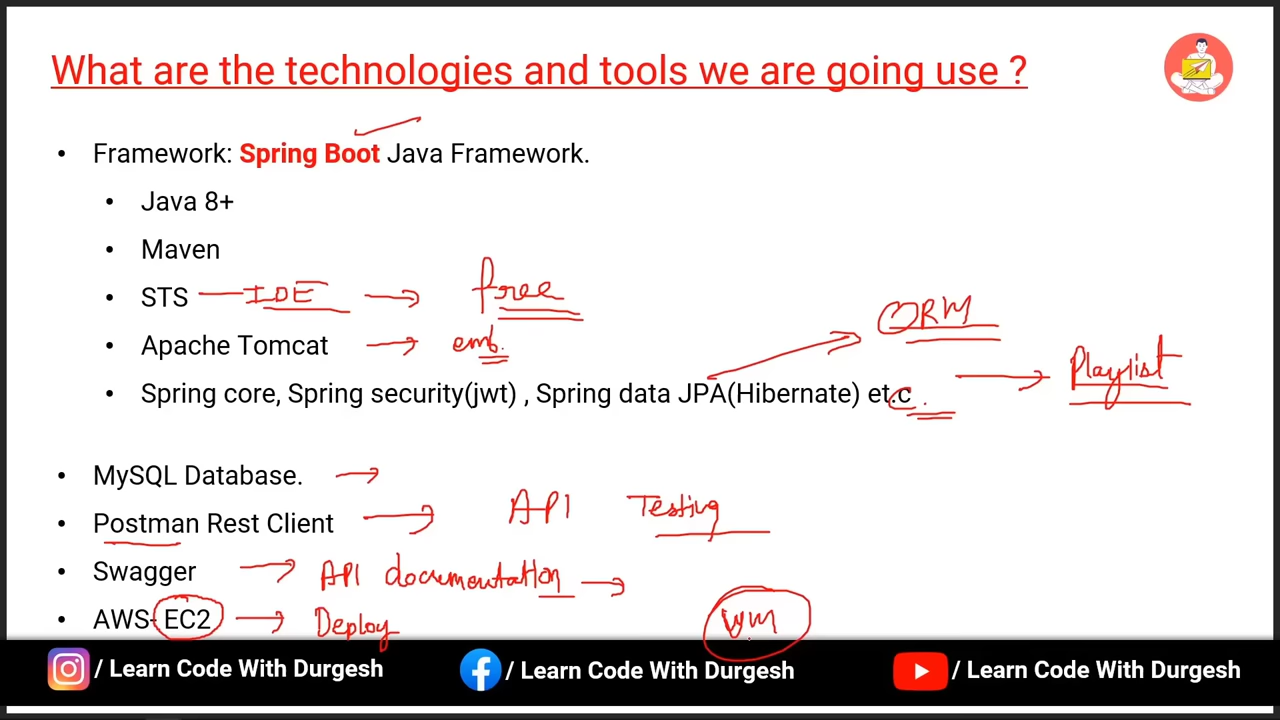 What are the technologies and tools we are going use ?
• Framework: Spring Boot Java Framework.
• Java 8+
• Maven
• STS — IDE → free
ORM
• Apache Tomcat → emb.
• Spring core, Spring security(jwt) , Spring data JPA(Hibernate) et.c . → Playlist
• MySQL Database. →
• Postman Rest Client → API Testing
• Swagger → API documentation →
• AWS- EC2 → Deploy
/ Learn Code With Durgesh / Learn Code With Durgesh / Learn Code With Durgesh